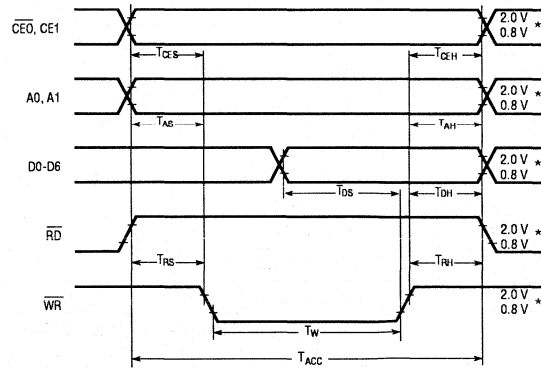 CE0, CE1
2.0 V *
0.8 V
TCES
TCEH
A0, A1
2.0 V *
0.8 V
TAS
TAH
D0-D6
2.0 V *
0.8 V
TDS
TDH
RD
2.0 V *
0.8 V
TRS
TRH
WR
2.0 V *
0.8 V
TW
TACC